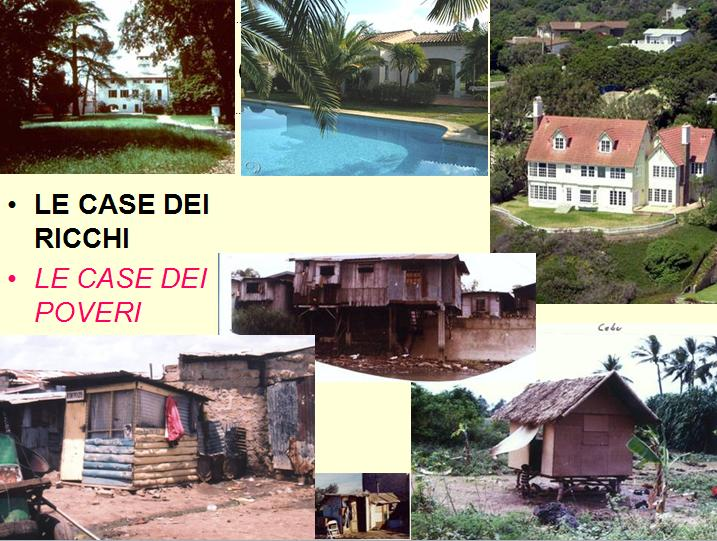 • LE CASE DEI
RICCHI
• LE CASE DEI
POVERI
Cebu